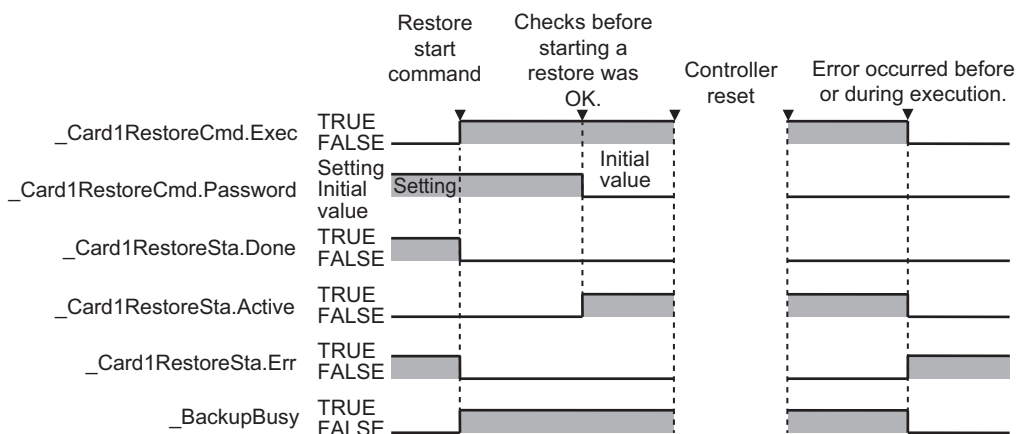 Restore
start
command
Checks before
starting a
restore was
OK.
Controller
reset
Error occurred before
or during execution.
_Card1RestoreCmd.Exec
TRUE
FALSE
_Card1RestoreCmd.Password
Setting
Initial
value
Setting
Initial
value
_Card1RestoreSta.Done
TRUE
FALSE
_Card1RestoreSta.Active
TRUE
FALSE
_Card1RestoreSta.Err
TRUE
FALSE
_BackupBusy
TRUE
FALSE